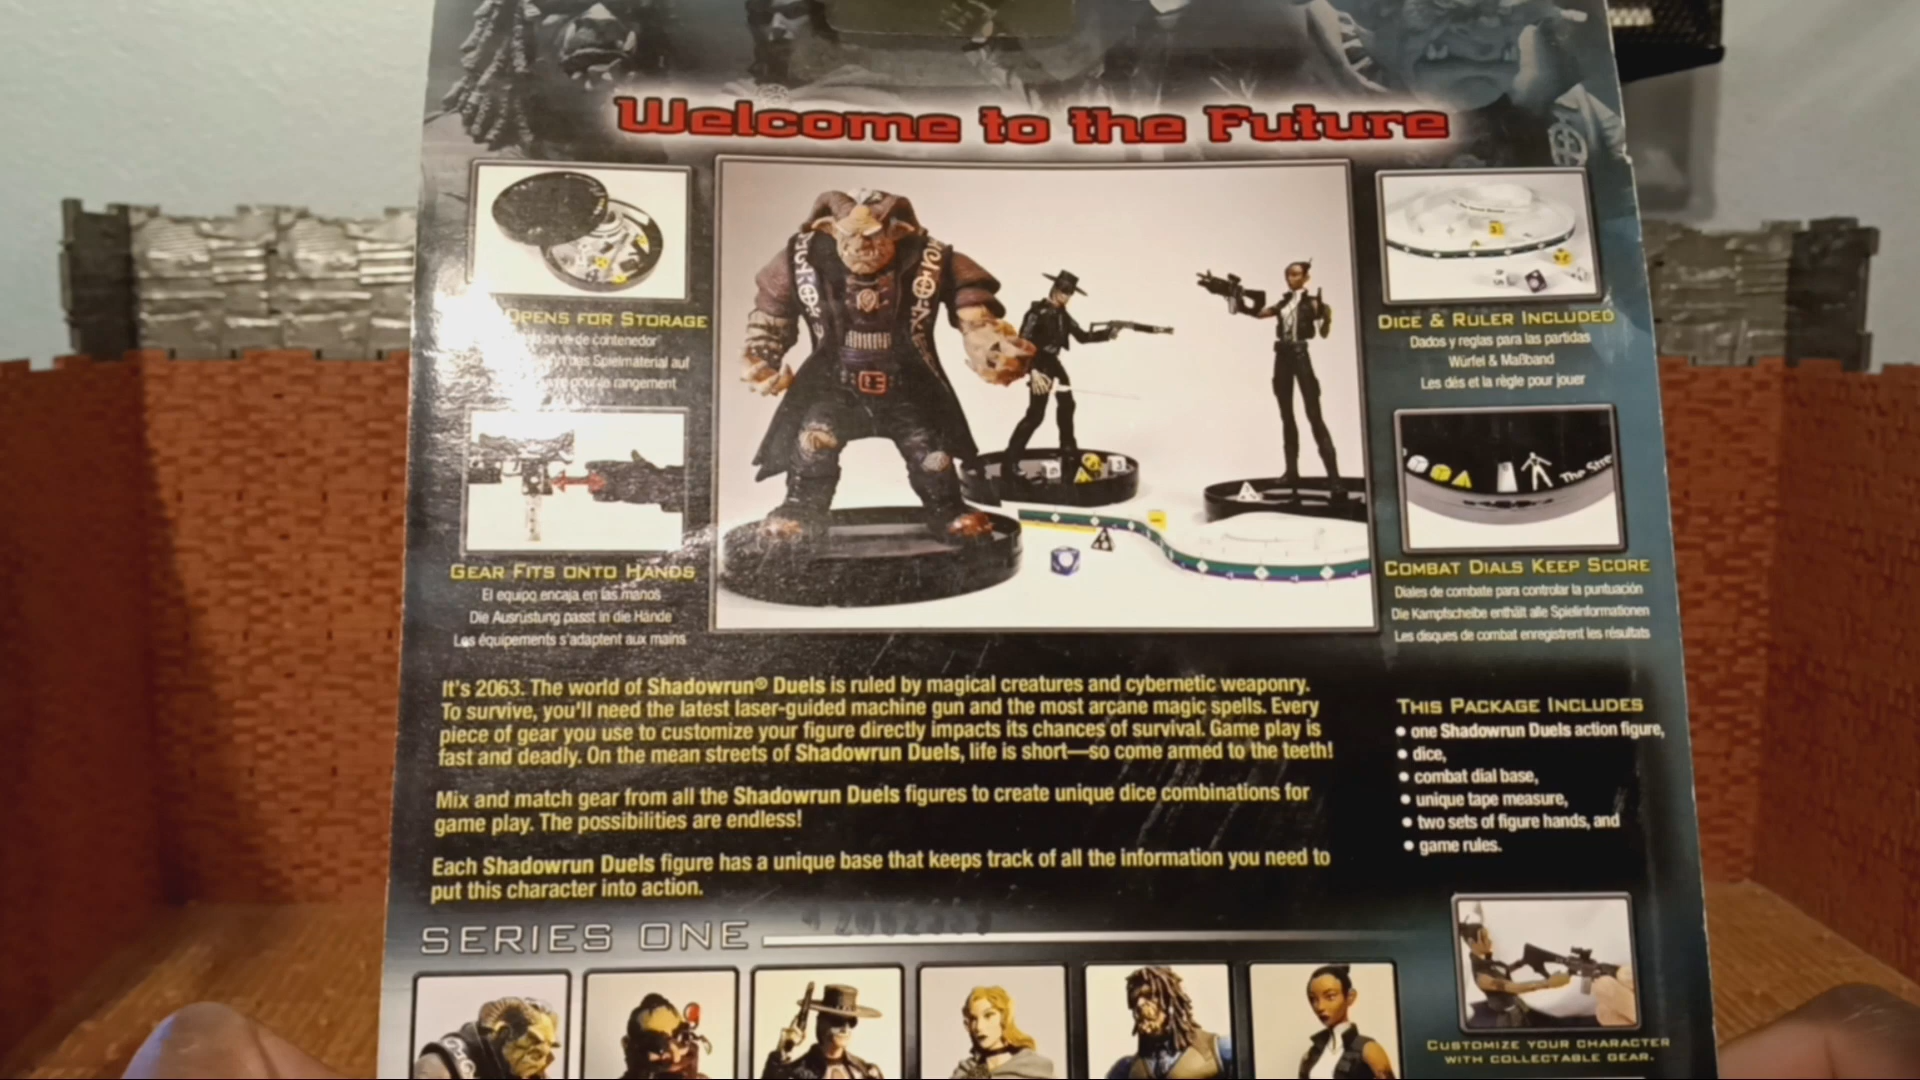 Welcome to the Future
OPENS FOR STORAGE
de contenedor
Spielmaterial auf
rangement
GEAR FITS ONTO HANDS
El equipo encaja en las manos
Die Ausrüstung passt in die Hände
Les équipements s'adaptent aux mains
DICE & RULER INCLUDED
Dados y reglas para las partidas
Würfel & Maßband
Les dés et la règle pour jouer
The Stre
COMBAT DIALS KEEP SCORE
Diales de combate para controlar la puntuación
Die Kampfscheibe enthält alle Spielinformationen
Les disques de combat enregistrent les résultats
It's 2063. The world of Shadowrun® Duels is ruled by magical creatures and cybernetic weaponry.
To survive, you'll need the latest laser-guided machine gun and the most arcane magic spells. Every
piece of gear you use to customize your figure directly impacts its chances of survival. Game play is
fast and deadly. On the mean streets of Shadowrun Duels, life is short—so come armed to the teeth!
Mix and match gear from all the Shadowrun Duels figures to create unique dice combinations for
game play. The possibilities are endless!
Each Shadowrun Duels figure has a unique base that keeps track of all the information you need to
put this character into action.
THIS PACKAGE INCLUDES
• one Shadowrun Duels action figure,
• dice,
• combat dial base,
• unique tape measure,
• two sets of figure hands, and
• game rules.
SERIES ONE
CUSTOMIZE YOUR CHARACTER
WITH COLLECTABLE GEAR.